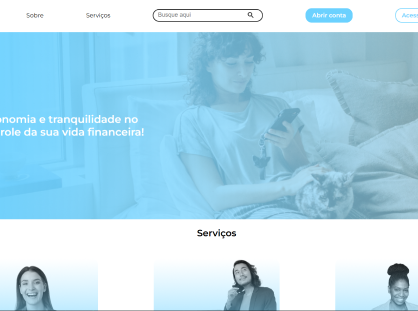 Sobre
Serviços
Busque aqui
Abrir conta
Acess
onomia e tranquilidade no
role da sua vida financeira!
Serviços